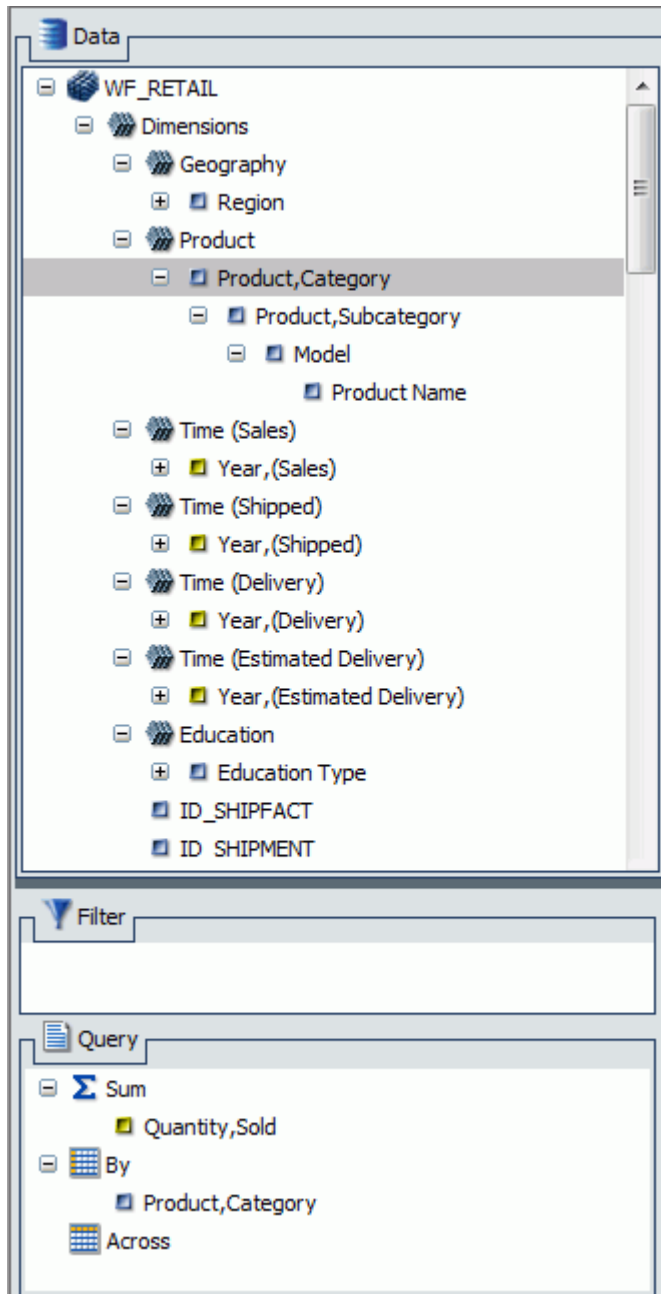 Data
WF_RETAIL
Dimensions
Geography
Region
Product
Product,Category
Product,Subcategory
Model
Product Name
Time (Sales)
Year,(Sales)
Time (Shipped)
Year,(Shipped)
Time (Delivery)
Year,(Delivery)
Time (Estimated Delivery)
Year,(Estimated Delivery)
Education
Education Type
ID_SHIPFACT
ID_SHIPMENT
Filter
Query
Sum
Quantity,Sold
By
Product,Category
Across